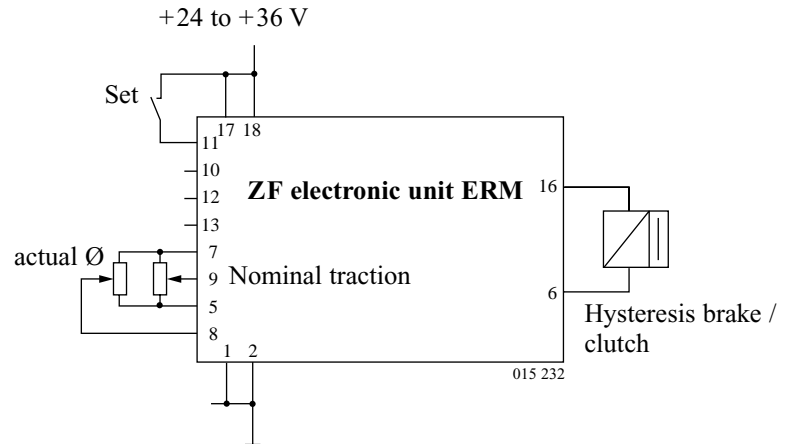 +24 to +36 V
Set
17 18
11
10
ZF electronic unit ERM
16
12
13
7
actual Ø
9
Nominal traction
5
6
8
Hysteresis brake /
clutch
1 2
015 232